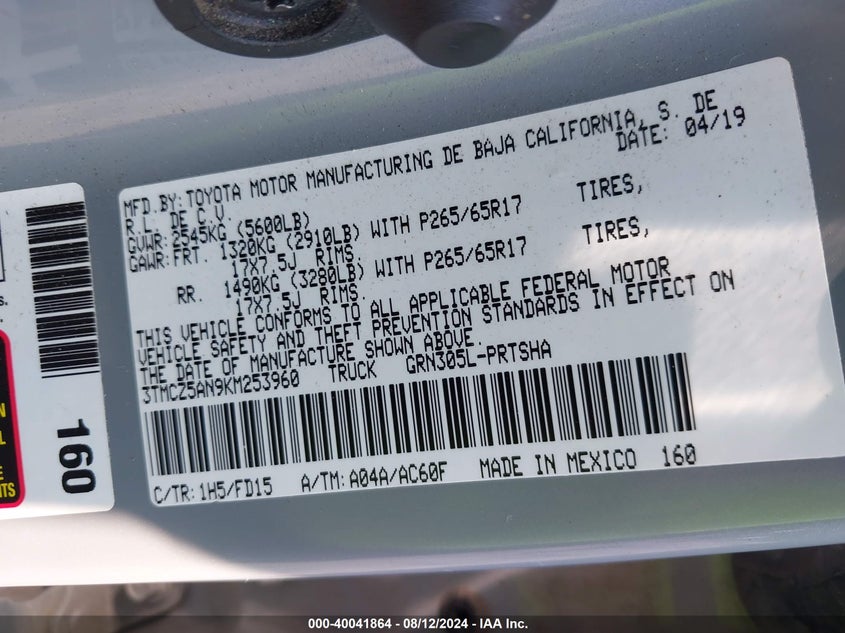 MFD.BY:TOYOTA MOTOR MANUFACTURING DE BAJA CALIFORNIA, S. DE
R.L. DE C.V. DATE: 04/19
GVWR:2545KG (5600LB)
GAWR:FRT. 1320KG (2910LB) WITH P265/65R17 TIRES,
17X7.5J RIMS.
RR. 1490KG (3280LB) WITH P265/65R17 TIRES,
17X7.5J RIMS.
THIS VEHICLE CONFORMS TO ALL APPLICABLE FEDERAL MOTOR
VEHICLE SAFETY AND THEFT PREVENTION STANDARDS IN EFFECT ON
THE DATE OF MANUFACTURE SHOWN ABOVE.
3TMCZ5AN9KM253960 TRUCK GRN305L-PRTSHA
C/TR:1H5/FD15 A/TM:A04A/AC60F MADE IN MEXICO 160
160
000-40041864 / 08/12/2024 - IAA Inc.